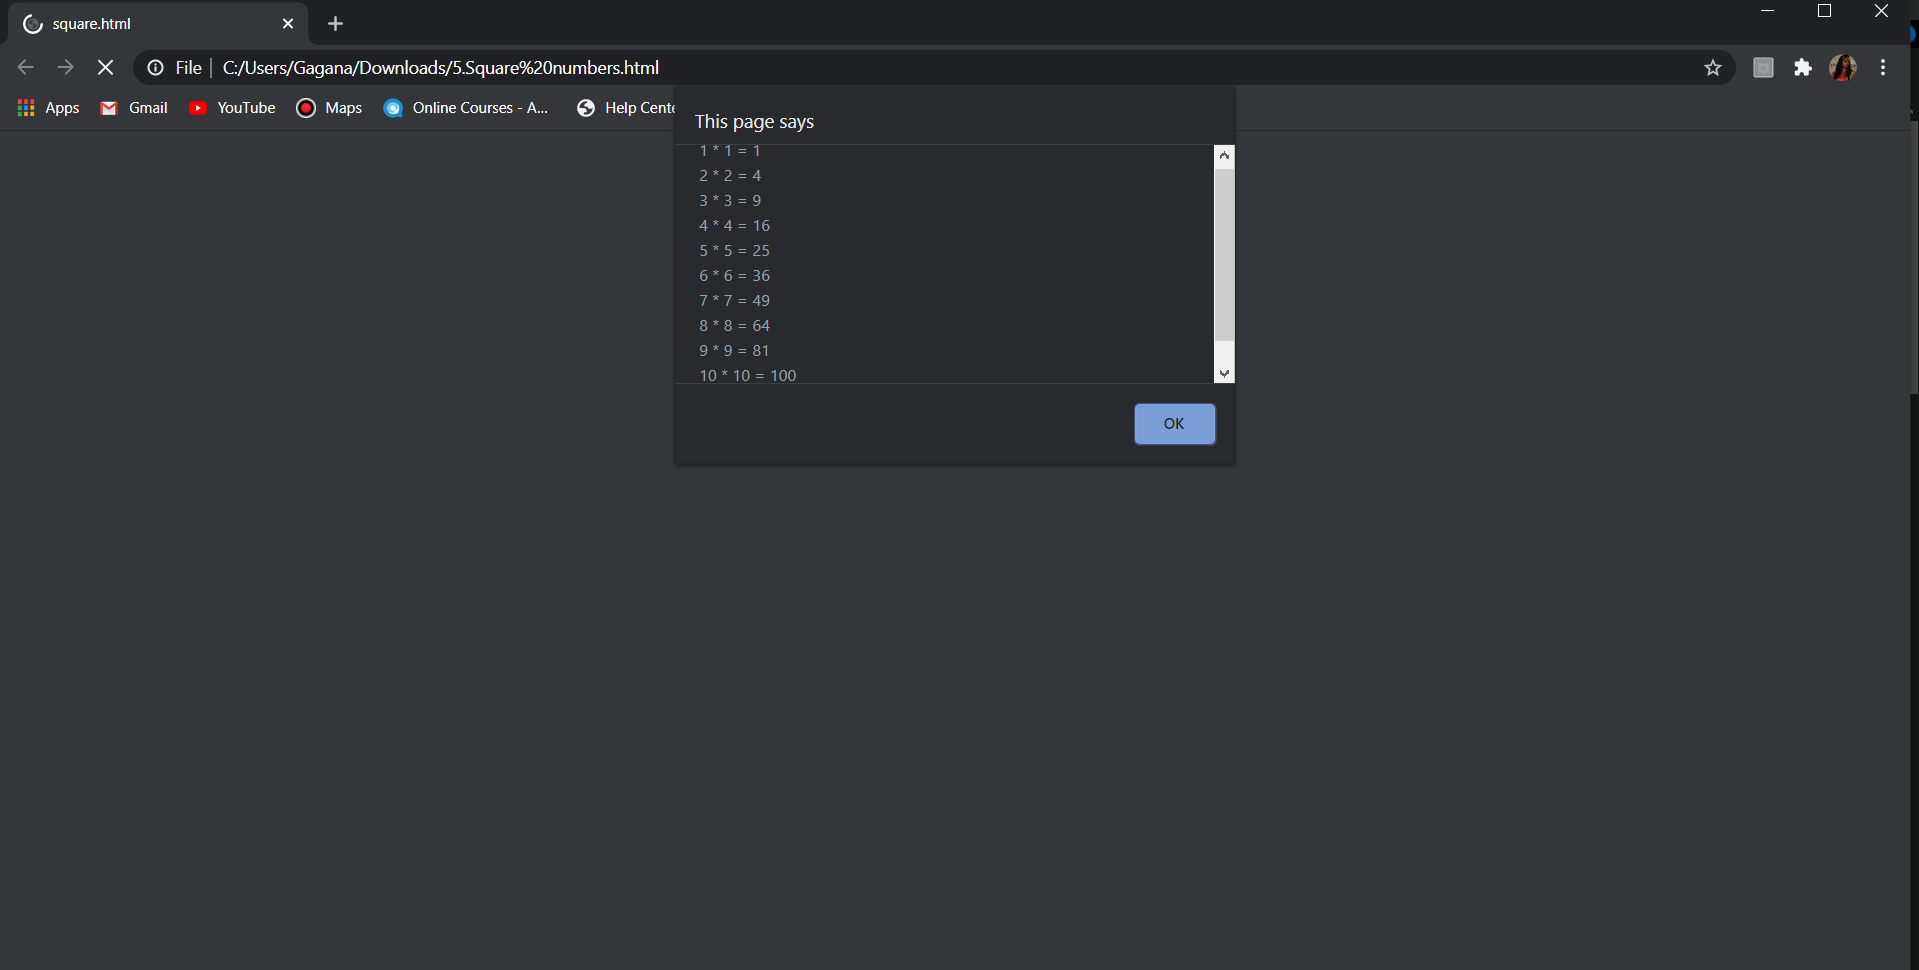 square.html
File
C:/Users/Gagana/Downloads/5.Square%20numbers.html
Apps
Gmail
YouTube
Maps
Online Courses - A...
Help Cente
This page says
1 * 1 = 1
2 * 2 = 4
3 * 3 = 9
4 * 4 = 16
5 * 5 = 25
6 * 6 = 36
7 * 7 = 49
8 * 8 = 64
9 * 9 = 81
10 * 10 = 100
OK